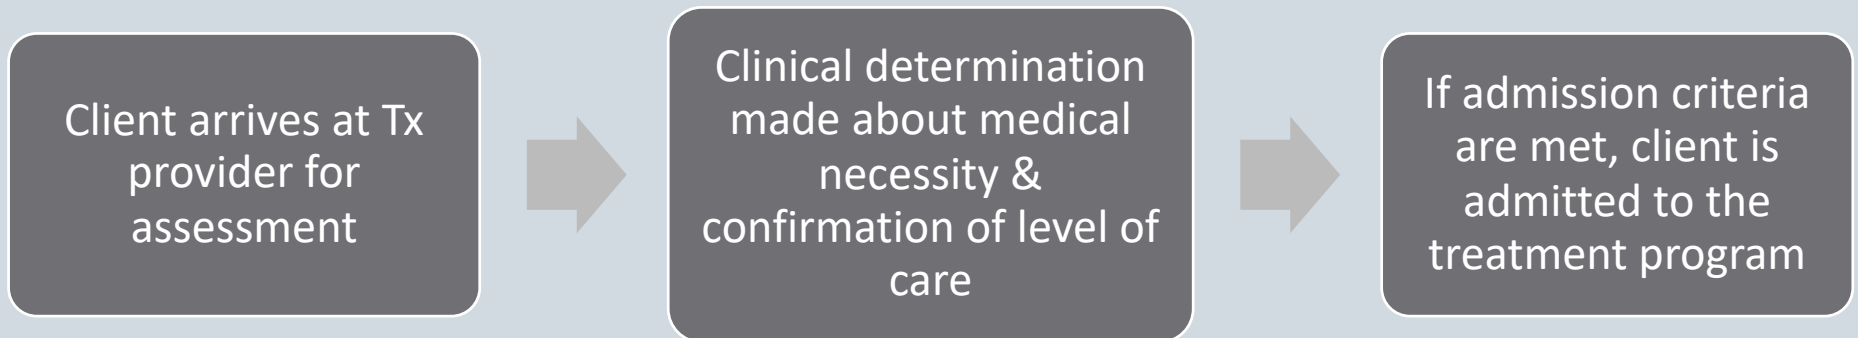 Client arrives at Tx
provider for
assessment
Clinical determination
made about medical
necessity &
confirmation of level of
care
If admission criteria
are met, client is
admitted to the
treatment program